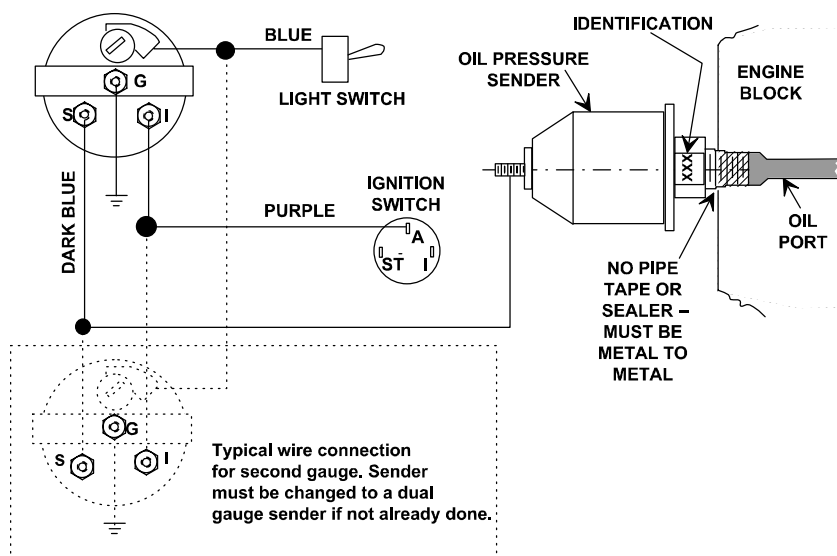 IDENTIFICATION
BLUE
OIL PRESSURE
SENDER
ENGINE
BLOCK
G
LIGHT SWITCH
S
I
XXX
IGNITION
SWITCH
DARK BLUE
PURPLE
A
ST
I
OIL
PORT
NO PIPE
TAPE OR
SEALER –
MUST BE
METAL TO
METAL
G
S
I
Typical wire connection
for second gauge. Sender
must be changed to a dual
gauge sender if not already done.